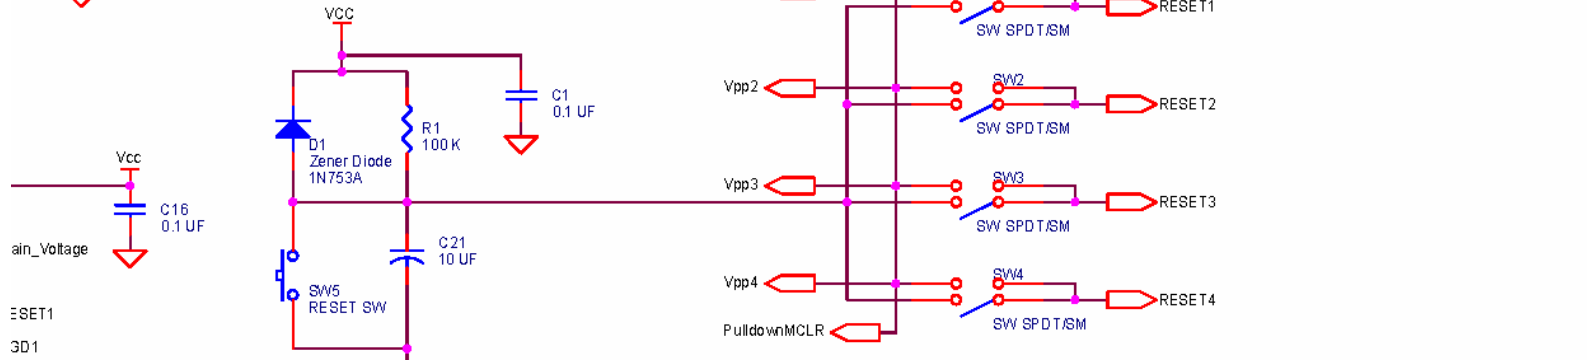 VCC
RESET1
SW SPDT/SM
SW2
Vpp2
C1
0.1 UF
RESET2
R1
100 K
SW SPDT/SM
D1
Zener Diode
1N753A
Vcc
SW3
Vpp3
C16
0.1 UF
RESET3
SW SPDT/SM
ain_Voltage
C21
10 UF
SW4
Vpp4
SW5
RESET SW
RESET4
ESET1
SW SPDT/SM
PulldownMCLR
GD1